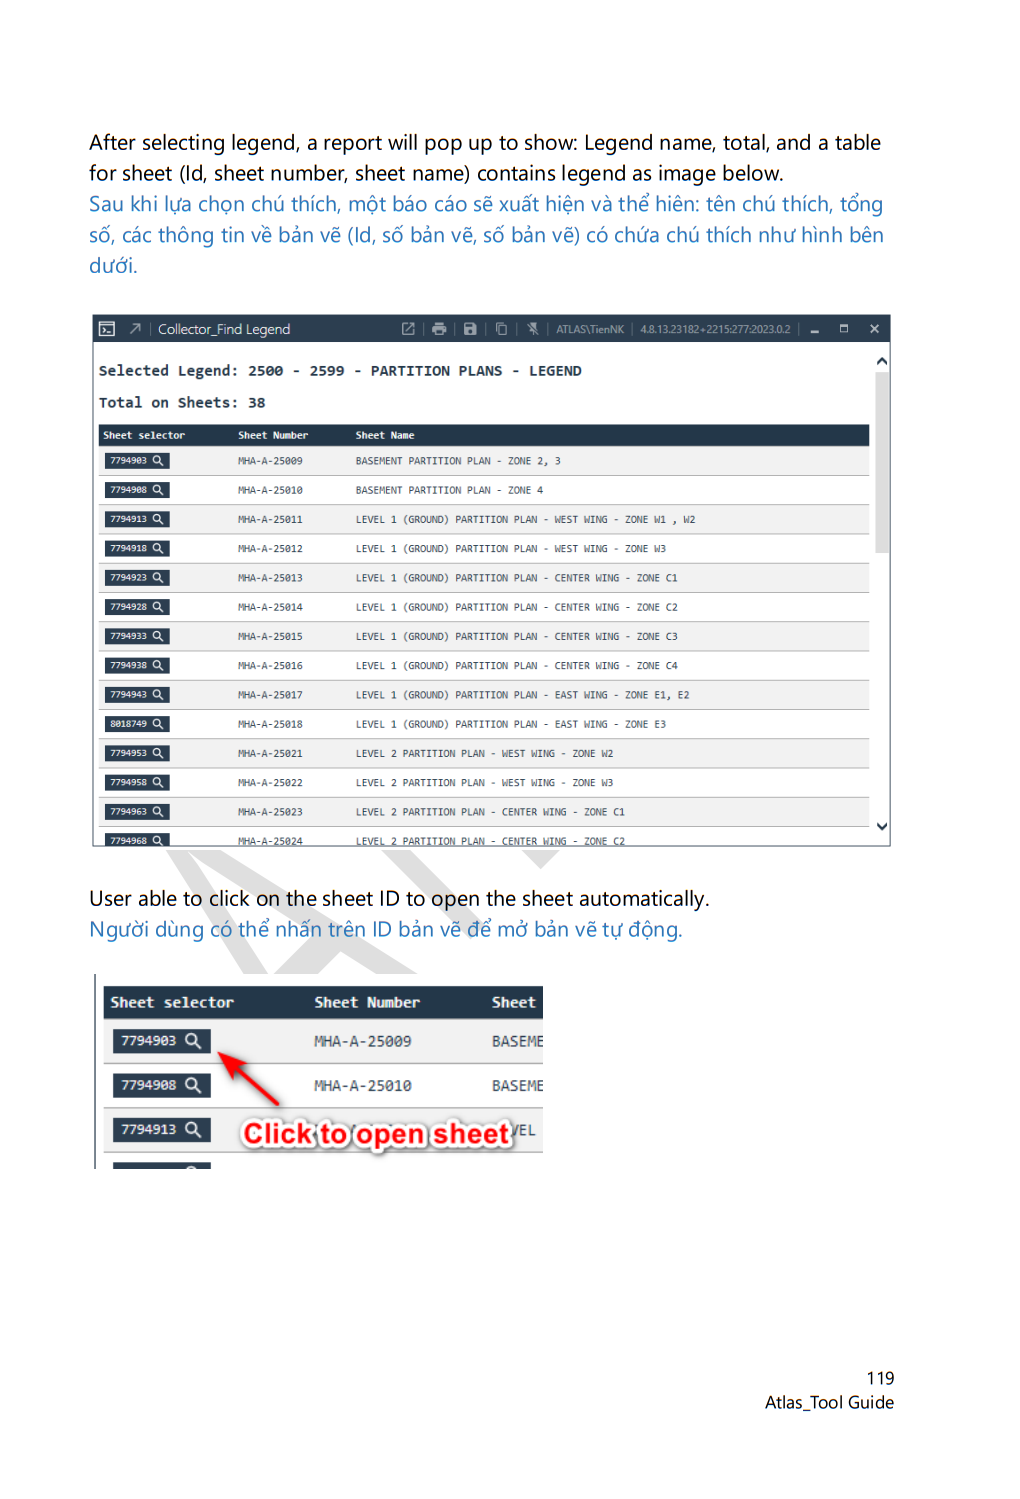 After selecting legend, a report will pop up to show: Legend name, total, and a table
for sheet (Id, sheet number, sheet name) contains legend as image below.
Sau khi lựa chọn chú thích, một báo cáo sẽ xuất hiện và thể hiên: tên chú thích, tổng
số, các thông tin về bản vẽ (Id, số bản vẽ, số bản vẽ) có chứa chú thích như hình bên
dưới.
Collector_Find Legend ATLAS\TienNK 4.8.13.23182+2215:277:2023.0.2
Selected Legend: 2500 - 2599 - PARTITION PLANS - LEGEND
Total on Sheets: 38
Sheet selector Sheet Number Sheet Name
7794903 MHA-A-25009 BASEMENT PARTITION PLAN - ZONE 2, 3
7794908 MHA-A-25010 BASEMENT PARTITION PLAN - ZONE 4
7794913 MHA-A-25011 LEVEL 1 (GROUND) PARTITION PLAN - WEST WING - ZONE W1 , W2
7794918 MHA-A-25012 LEVEL 1 (GROUND) PARTITION PLAN - WEST WING - ZONE W3
7794923 MHA-A-25013 LEVEL 1 (GROUND) PARTITION PLAN - CENTER WING - ZONE C1
7794928 MHA-A-25014 LEVEL 1 (GROUND) PARTITION PLAN - CENTER WING - ZONE C2
7794933 MHA-A-25015 LEVEL 1 (GROUND) PARTITION PLAN - CENTER WING - ZONE C3
7794938 MHA-A-25016 LEVEL 1 (GROUND) PARTITION PLAN - CENTER WING - ZONE C4
7794943 MHA-A-25017 LEVEL 1 (GROUND) PARTITION PLAN - EAST WING - ZONE E1, E2
8018749 MHA-A-25018 LEVEL 1 (GROUND) PARTITION PLAN - EAST WING - ZONE E3
7794953 MHA-A-25021 LEVEL 2 PARTITION PLAN - WEST WING - ZONE W2
7794958 MHA-A-25022 LEVEL 2 PARTITION PLAN - WEST WING - ZONE W3
7794963 MHA-A-25023 LEVEL 2 PARTITION PLAN - CENTER WING - ZONE C1
7794968 MHA-A-25024 LEVEL 2 PARTITION PLAN - CENTER WING - ZONE C2
User able to click on the sheet ID to open the sheet automatically.
Người dùng có thể nhấn trên ID bản vẽ để mở bản vẽ tự động.
Sheet selector Sheet Number Sheet
7794903 MHA-A-25009 BASEME
7794908 MHA-A-25010 BASEME
7794913 Click to open sheet VEL
119
Atlas_Tool Guide